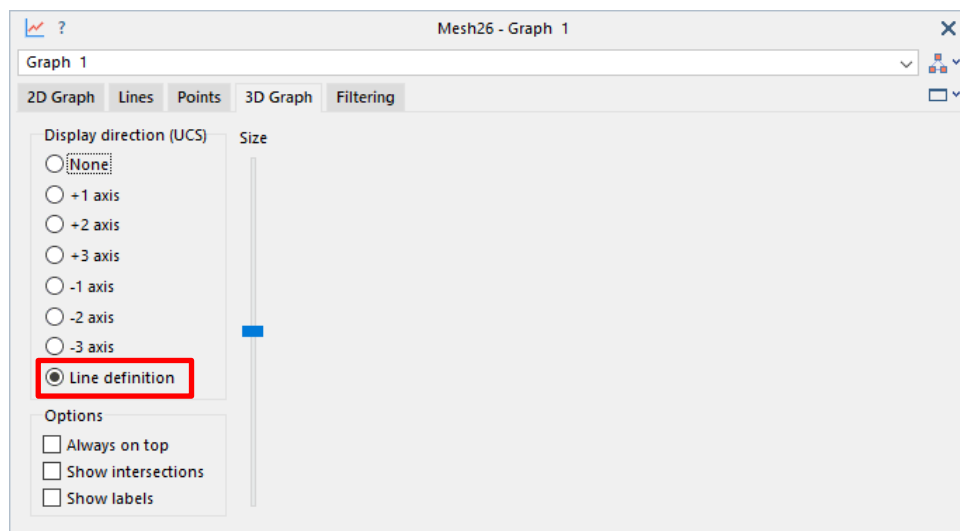 ? Mesh26 - Graph 1
Graph 1
2D Graph Lines Points 3D Graph Filtering
Display direction (UCS)
None
+1 axis
+2 axis
+3 axis
-1 axis
-2 axis
-3 axis
Line definition
Options
Always on top
Show intersections
Show labels
Size